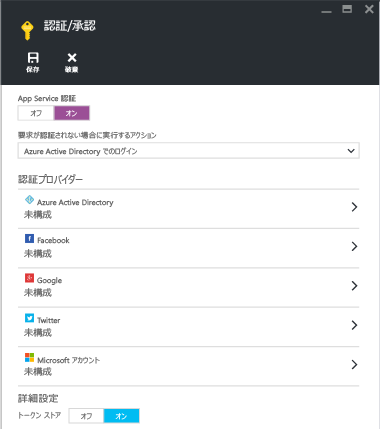 認証/承認
保存 破棄
App Service 認証
オフ オン
要求が認証されない場合に実行するアクション
Azure Active Directory でのログイン
認証プロバイダー
Azure Active Directory
未構成
Facebook
未構成
Google
未構成
Twitter
未構成
Microsoft アカウント
未構成
詳細設定
トークン ストア オフ オン